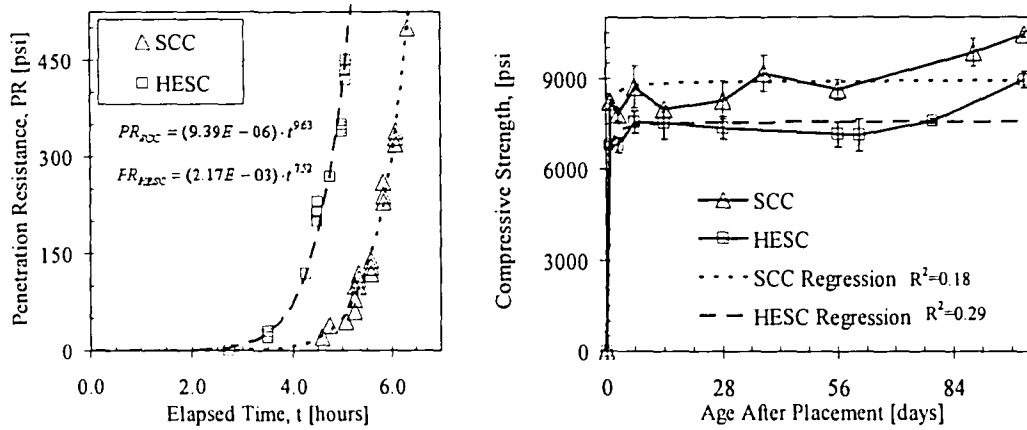 SCC
HESC
PR_SCC = (9.39E − 06) · t^9.63
PR_HESC = (2.17E − 03) · t^7.52
450
300
150
0
0.0 2.0 4.0 6.0
Elapsed Time, t [hours]
Penetration Resistance, PR [psi]
9000
6000
3000
0
0 28 56 84
Age After Placement [days]
Compressive Strength, [psi
SCC
HESC
SCC Regression R²=0.18
HESC Regression R²=0.29